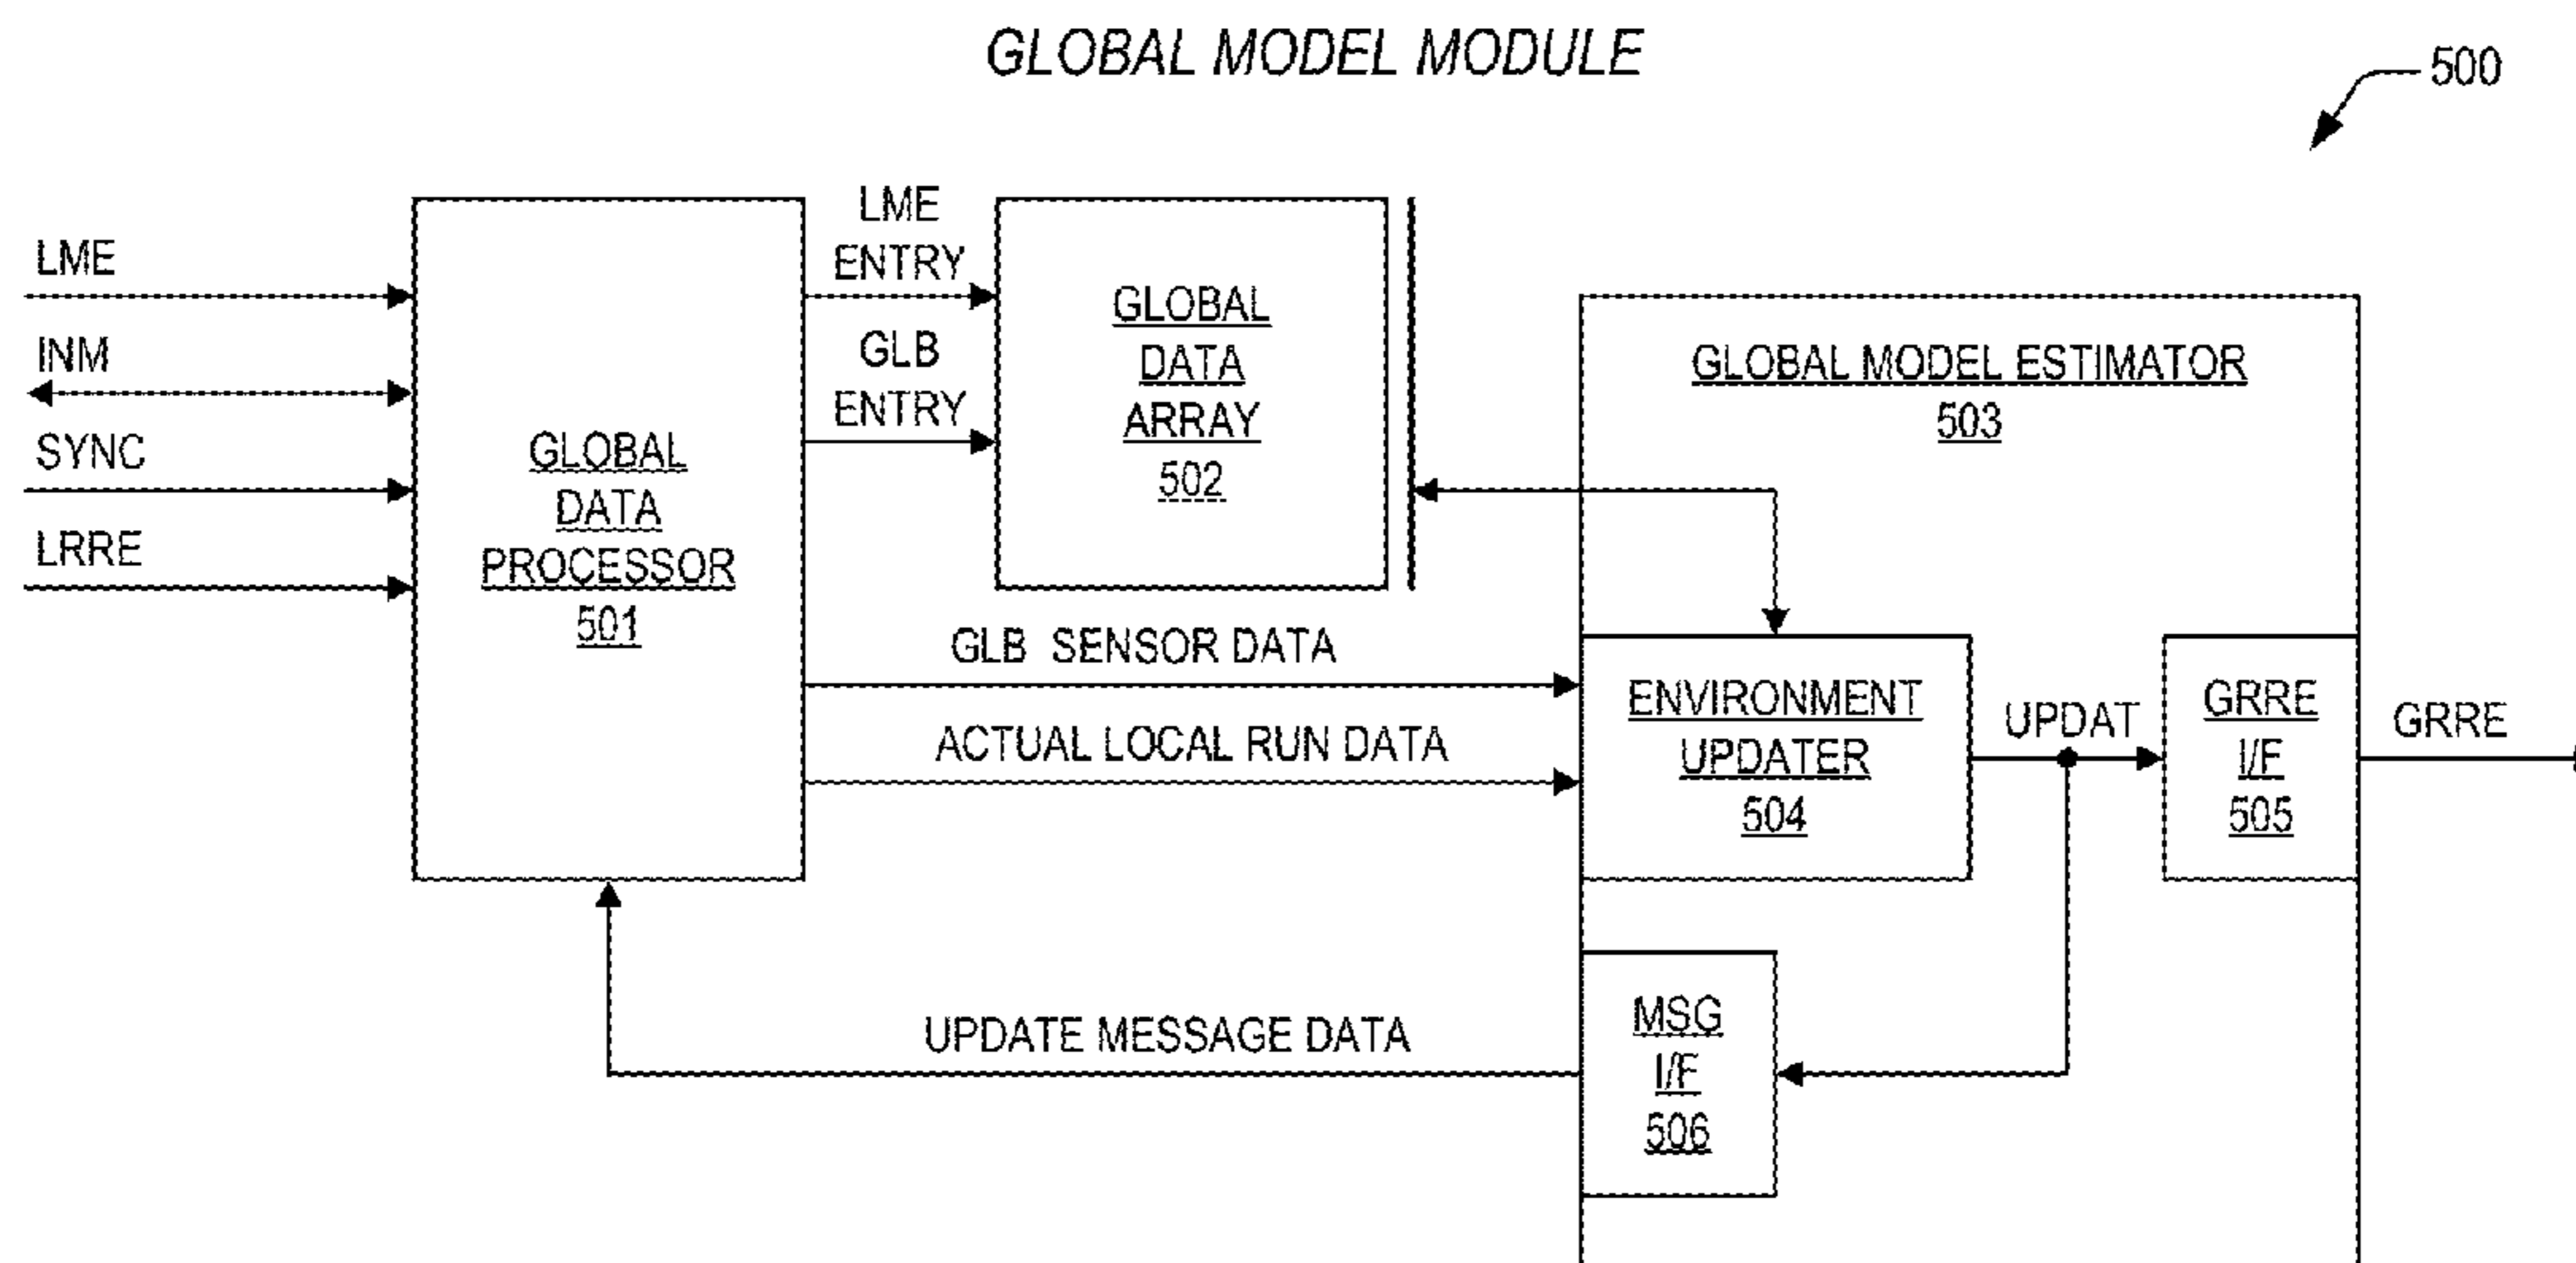 GLOBAL MODEL MODULE
500
LME
INM
SYNC
LRRE
GLOBAL
DATA
PROCESSOR
501
LME
ENTRY
GLB
ENTRY
GLOBAL
DATA
ARRAY
502
GLOBAL MODEL ESTIMATOR
503
GLB SENSOR DATA
ACTUAL LOCAL RUN DATA
ENVIRONMENT
UPDATER
504
UPDAT
GRRE
I/F
505
GRRE
UPDATE MESSAGE DATA
MSG
I/F
506